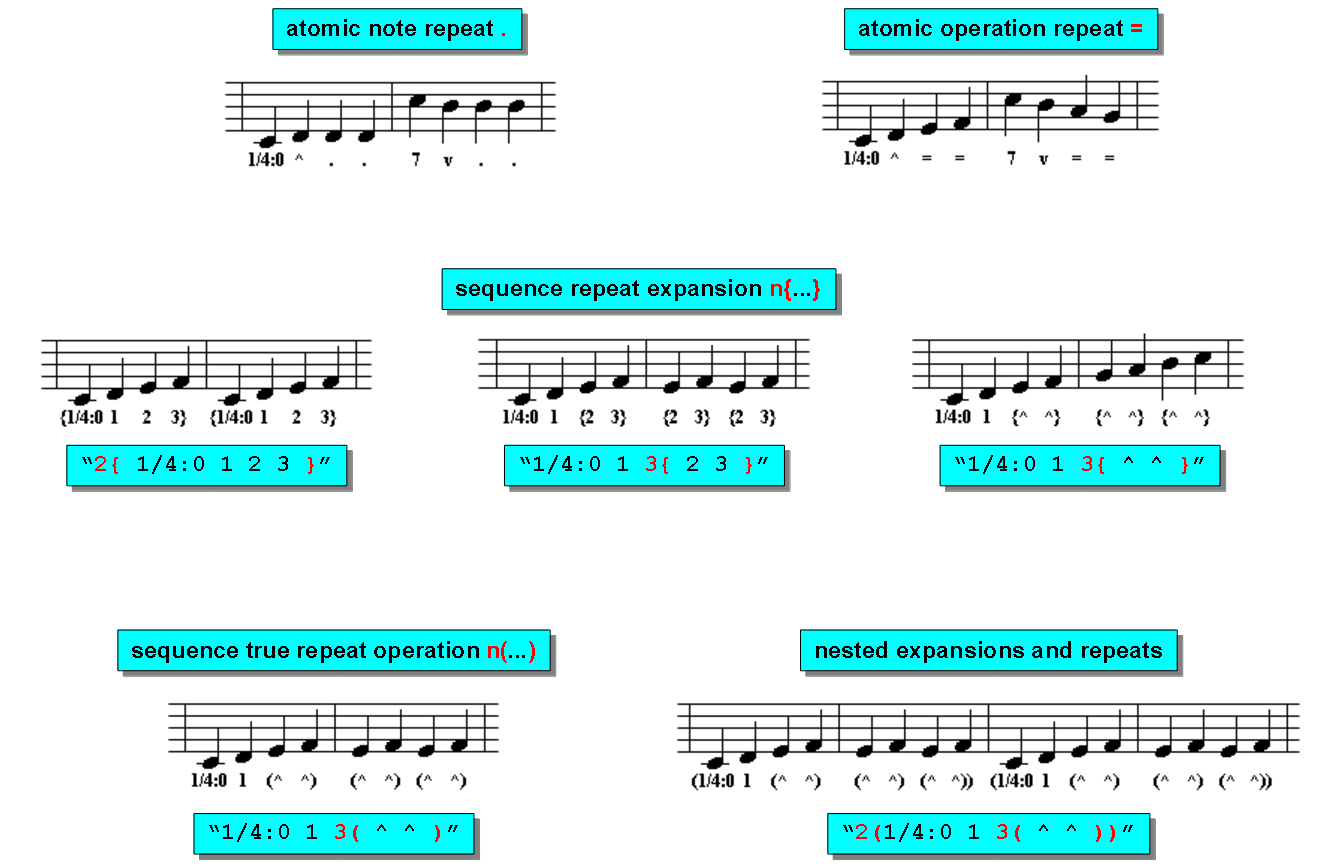 atomic note repeat .
atomic operation repeat =
1/4:0 ^ . . 7 v . .
1/4:0 ^ = = 7 v = =
sequence repeat expansion n{...}
{1/4:0 1 2 3} {1/4:0 1 2 3}
1/4:0 1 {2 3} {2 3} {2 3}
1/4:0 1 {^ ^} {^ ^} {^ ^}
“2{ 1/4:0 1 2 3 }”
“1/4:0 1 3{ 2 3 }”
“1/4:0 1 3{ ^ ^ }”
sequence true repeat operation n(...)
nested expansions and repeats
1/4:0 1 (^ ^) (^ ^) (^ ^)
(1/4:0 1 (^ ^) (^ ^) (^ ^)) (1/4:0 1 (^ ^) (^ ^) (^ ^))
“1/4:0 1 3( ^ ^ )”
“2(1/4:0 1 3( ^ ^ ))”